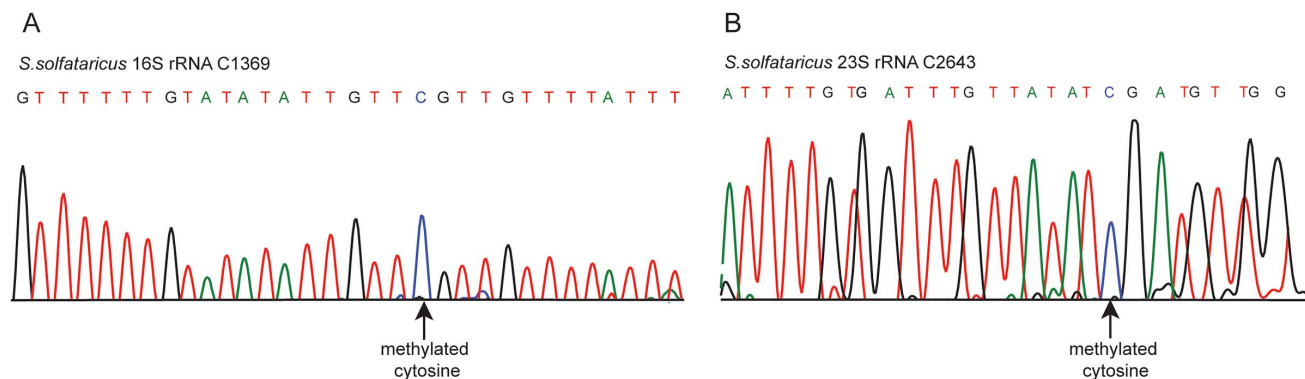 A
S.solfataricus 16S rRNA C1369
G T T T T T T G T A T A T A T T G T T C G T T G T T T T A T T T
methylated
cytosine
B
S.solfataricus 23S rRNA C2643
A T T T T G T G A T T T G T T A T A T C G A T G T T G G
methylated
cytosine